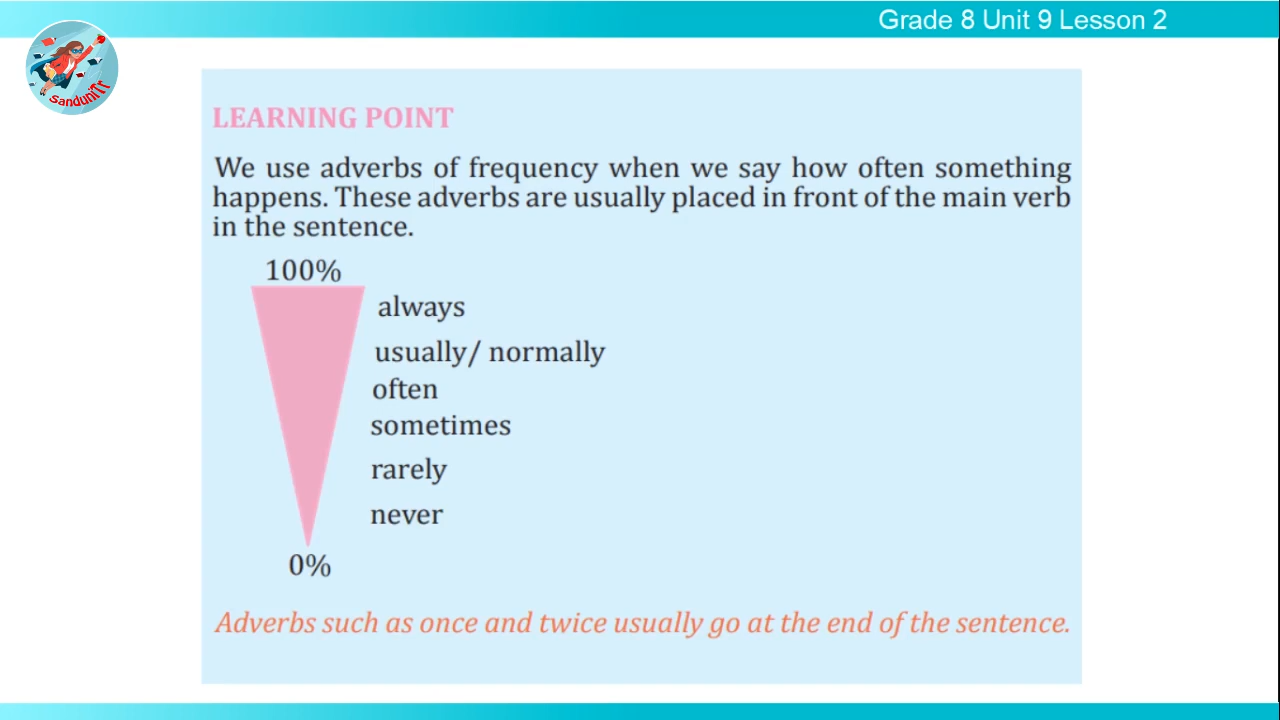 Grade 8 Unit 9 Lesson 2
SanduniTr
LEARNING POINT
We use adverbs of frequency when we say how often something
happens. These adverbs are usually placed in front of the main verb
in the sentence.
100%
always
usually/ normally
often
sometimes
rarely
never
0%
Adverbs such as once and twice usually go at the end of the sentence.